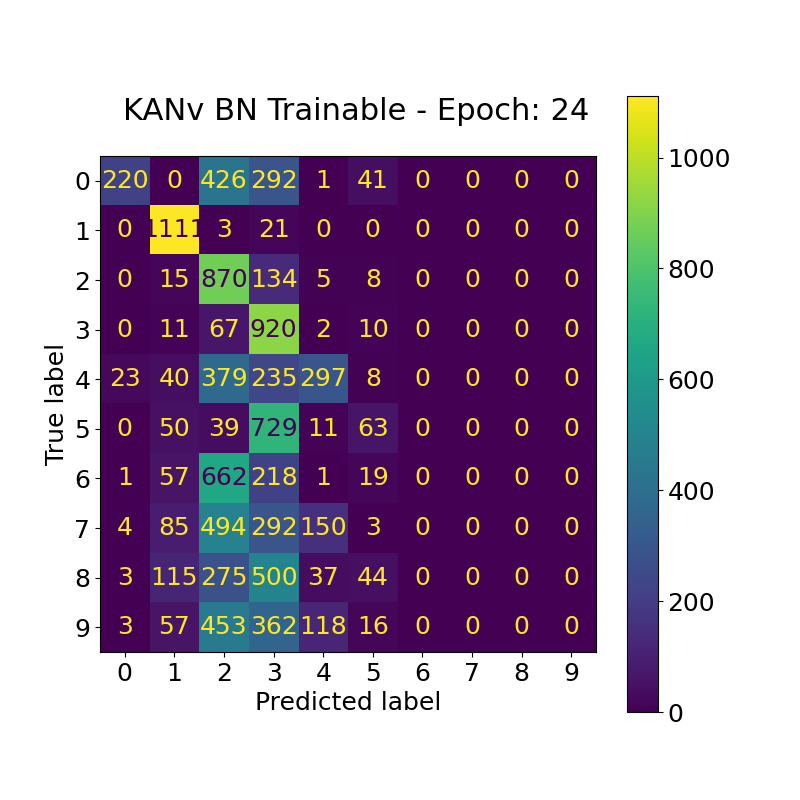 KANv BN Trainable - Epoch: 24
0 220 0 426 292 1 41 0 0 0 0
1 0 1111 3 21 0 0 0 0 0 0
2 0 15 870 134 5 8 0 0 0 0
3 0 11 67 920 2 10 0 0 0 0
4 23 40 379 235 297 8 0 0 0 0
5 0 50 39 729 11 63 0 0 0 0
6 1 57 662 218 1 19 0 0 0 0
7 4 85 494 292 150 3 0 0 0 0
8 3 115 275 500 37 44 0 0 0 0
9 3 57 453 362 118 16 0 0 0 0
0 1 2 3 4 5 6 7 8 9
Predicted label
True label
1000
800
600
400
200
0